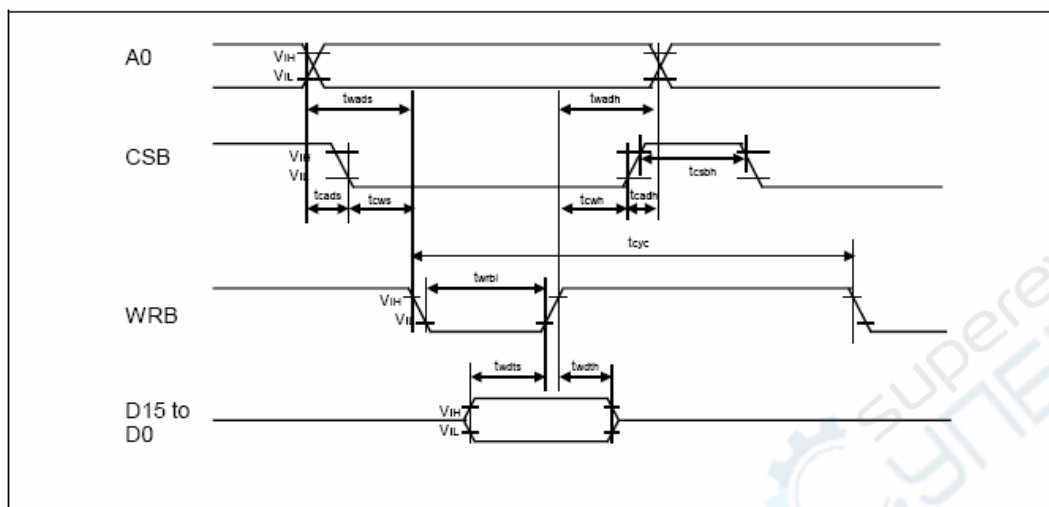 A0
VIH
VIL
twads
twadh
CSB
VIH
VIL
tcsbh
tcads
tcws
tcwh
tcadh
tcyc
WRB
twrbl
VIH
VIL
twdts
twdth
D15 to
D0
VIH
VIL
superex